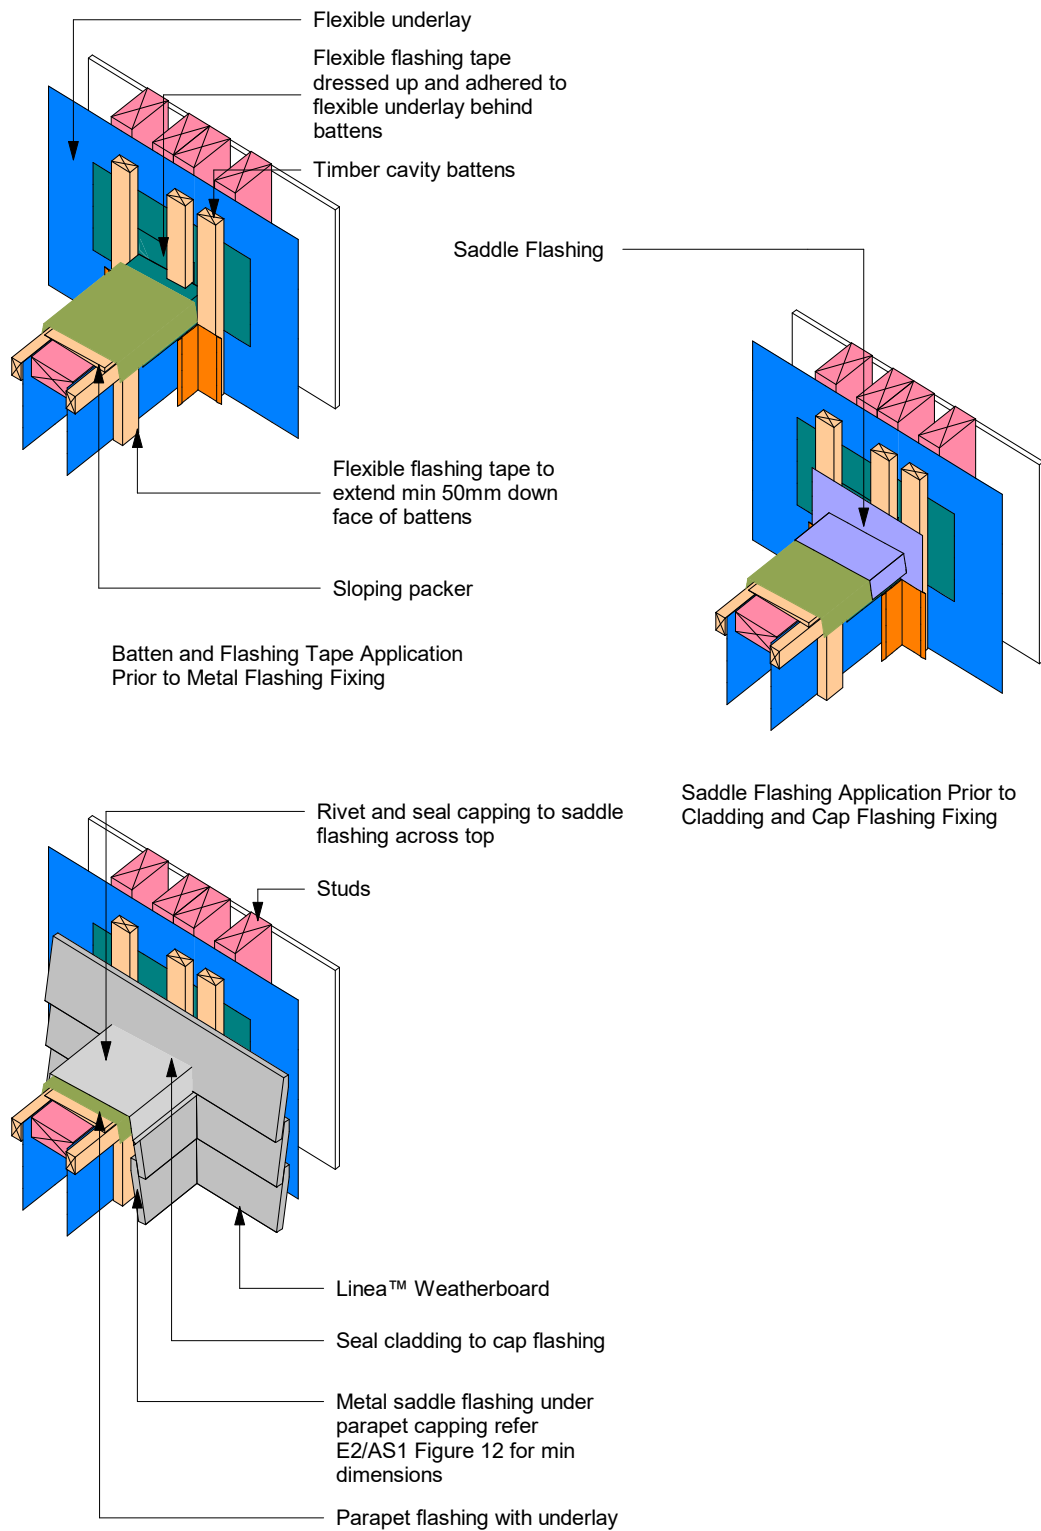 Flexible underlay
Flexible flashing tape
dressed up and adhered to
flexible underlay behind
battens
Timber cavity battens
Saddle Flashing
Flexible flashing tape to
extend min 50mm down
face of battens
Sloping packer
Batten and Flashing Tape Application
Prior to Metal Flashing Fixing
Saddle Flashing Application Prior to
Cladding and Cap Flashing Fixing
Rivet and seal capping to saddle
flashing across top
Studs
Linea™ Weatherboard
Seal cladding to cap flashing
Metal saddle flashing under
parapet capping refer
E2/AS1 Figure 12 for min
dimensions
Parapet flashing with underlay